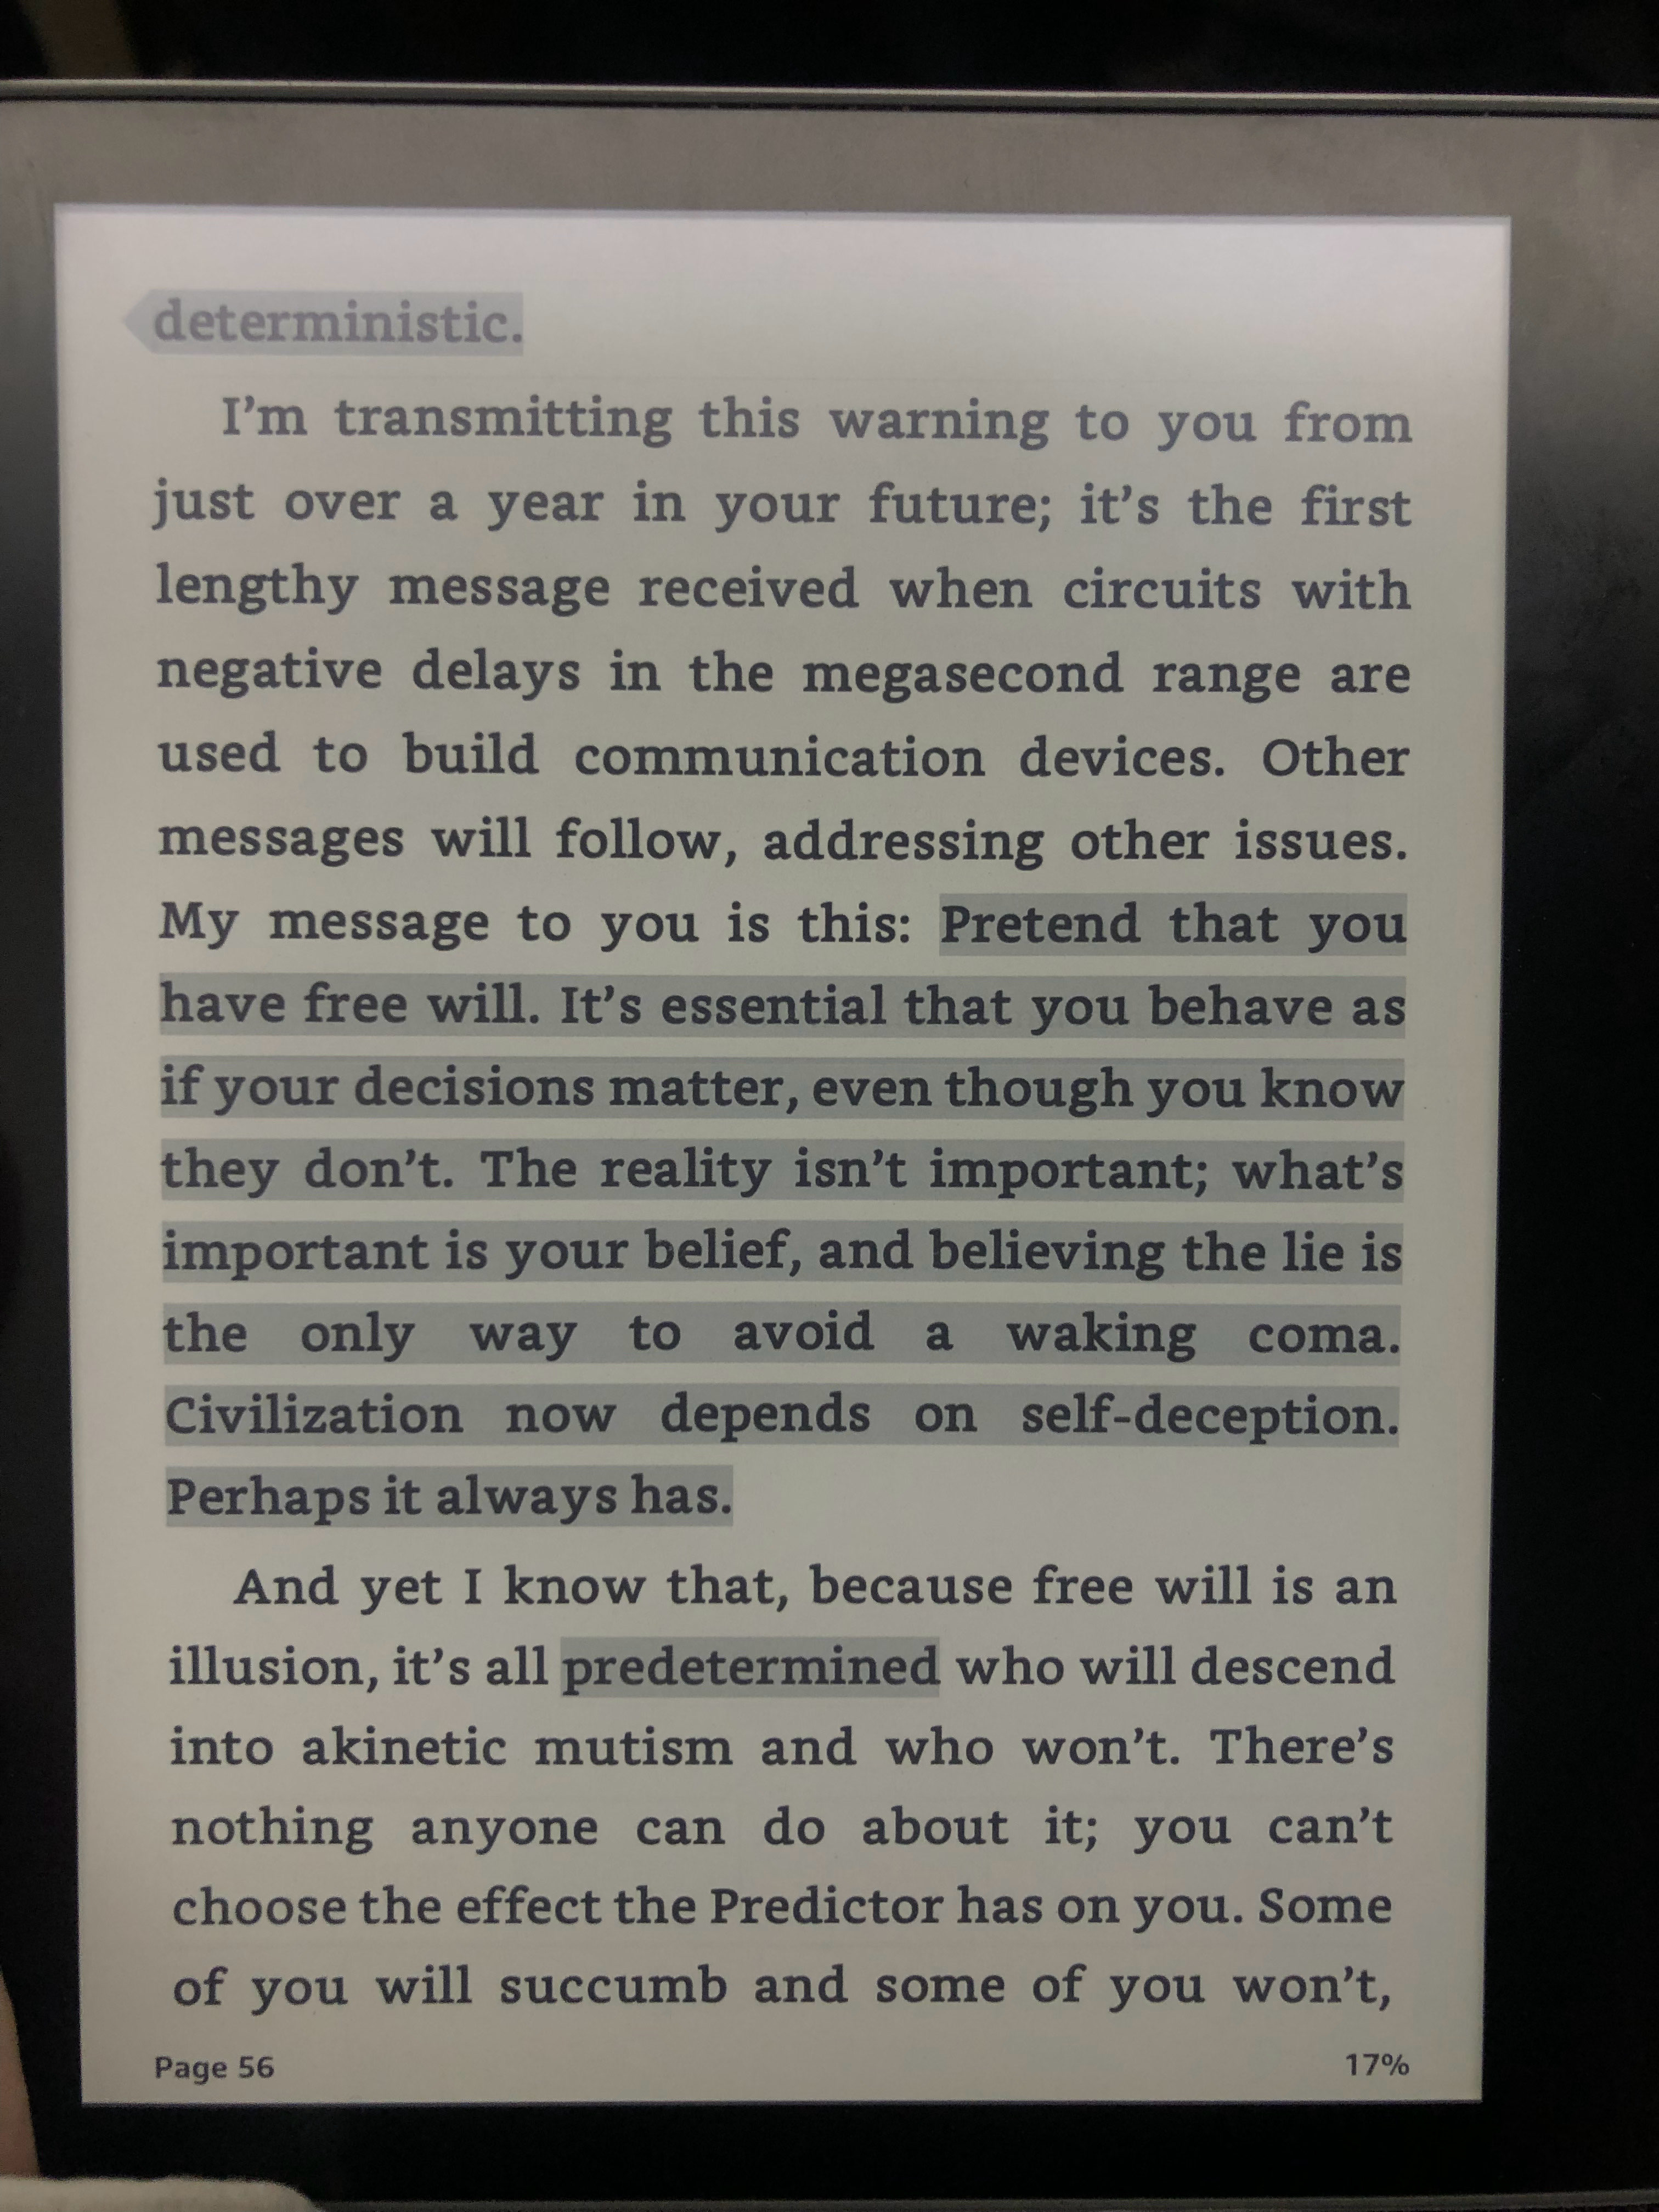 deterministic.
I'm transmitting this warning to you from
just over a year in your future; it's the first
lengthy message received when circuits with
negative delays in the megasecond range are
used to build communication devices. Other
messages will follow, addressing other issues.
My message to you is this: Pretend that you
have free will. It's essential that you behave as
if your decisions matter, even though you know
they don't. The reality isn't important; what's
important is your belief, and believing the lie is
the only way to avoid a waking coma.
Civilization now depends on self-deception.
Perhaps it always has.
And yet I know that, because free will is an
illusion, it's all predetermined who will descend
into akinetic mutism and who won't. There's
nothing anyone can do about it; you can't
choose the effect the Predictor has on you. Some
of you will succumb and some of you won't,
Page 56 17%